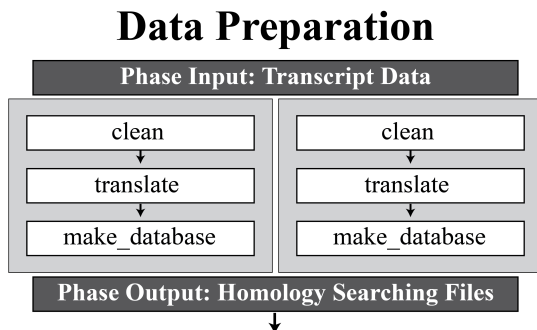 Data Preparation
Phase Input: Transcript Data
clean
translate
make_database
clean
translate
make_database
Phase Output: Homology Searching Files